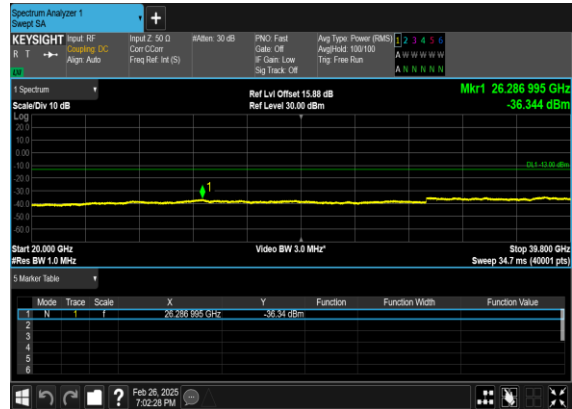 Spectrum Analyzer 1
Swept SA
+
KEYSIGHT Input: RF Input Z: 50 Ω #Atten: 30 dB PNO: Fast Avg Type: Power (RMS) 1 2 3 4 5 6
R T Coupling: DC Corr CCorr Gate: Off Avg|Hold: 100/100 A W W W W W
Align: Auto Freq Ref: Int (S) IF Gain: Low Trig: Free Run
Sig Track: Off A N N N N N
1 Spectrum Ref Lvl Offset 15.88 dB Mkr1 26.286 995 GHz
Scale/Div 10 dB Ref Level 30.00 dBm -36.344 dBm
Log
20.0
10.0
0.00
-10.0 DL1 -13.00 dBm
-20.0
-30.0 1
-40.0
-50.0
-60.0
Start 20.000 GHz Video BW 3.0 MHz* Stop 39.800 GHz
#Res BW 1.0 MHz Sweep 34.7 ms (40001 pts)
5 Marker Table
Mode Trace Scale X Y Function Function Width Function Value
1 N 1 f 26.286 995 GHz -36.34 dBm
2
3
4
5
6
? Feb 26, 2025
7:02:28 PM